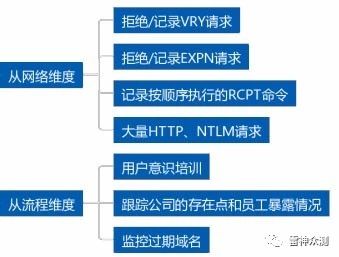 从网络维度
拒绝/记录VRY请求
拒绝/记录EXPN请求
记录按顺序执行的RCPT命令
大量HTTP、NTLM请求
从流程维度
用户意识培训
跟踪公司的存在点和员工暴露情况
监控过期域名
雷神众测